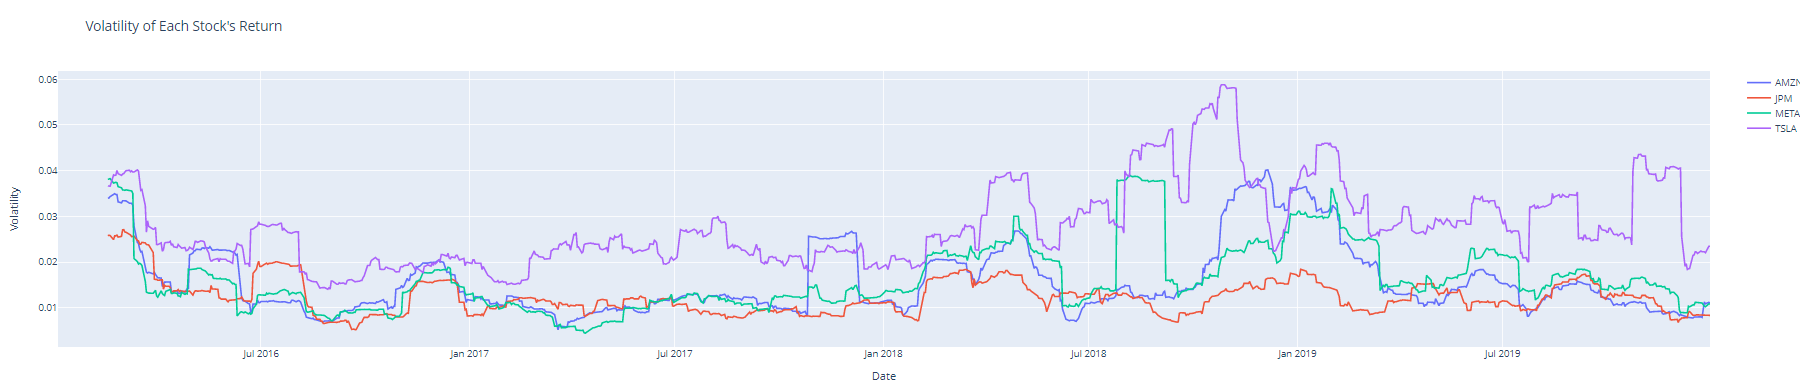 Volatility of Each Stock's Return
0.06
0.05
0.04
0.03
0.02
0.01
Volatility
Jul 2016
Jan 2017
Jul 2017
Jan 2018
Jul 2018
Jan 2019
Jul 2019
Date
AMZN
JPM
META
TSLA